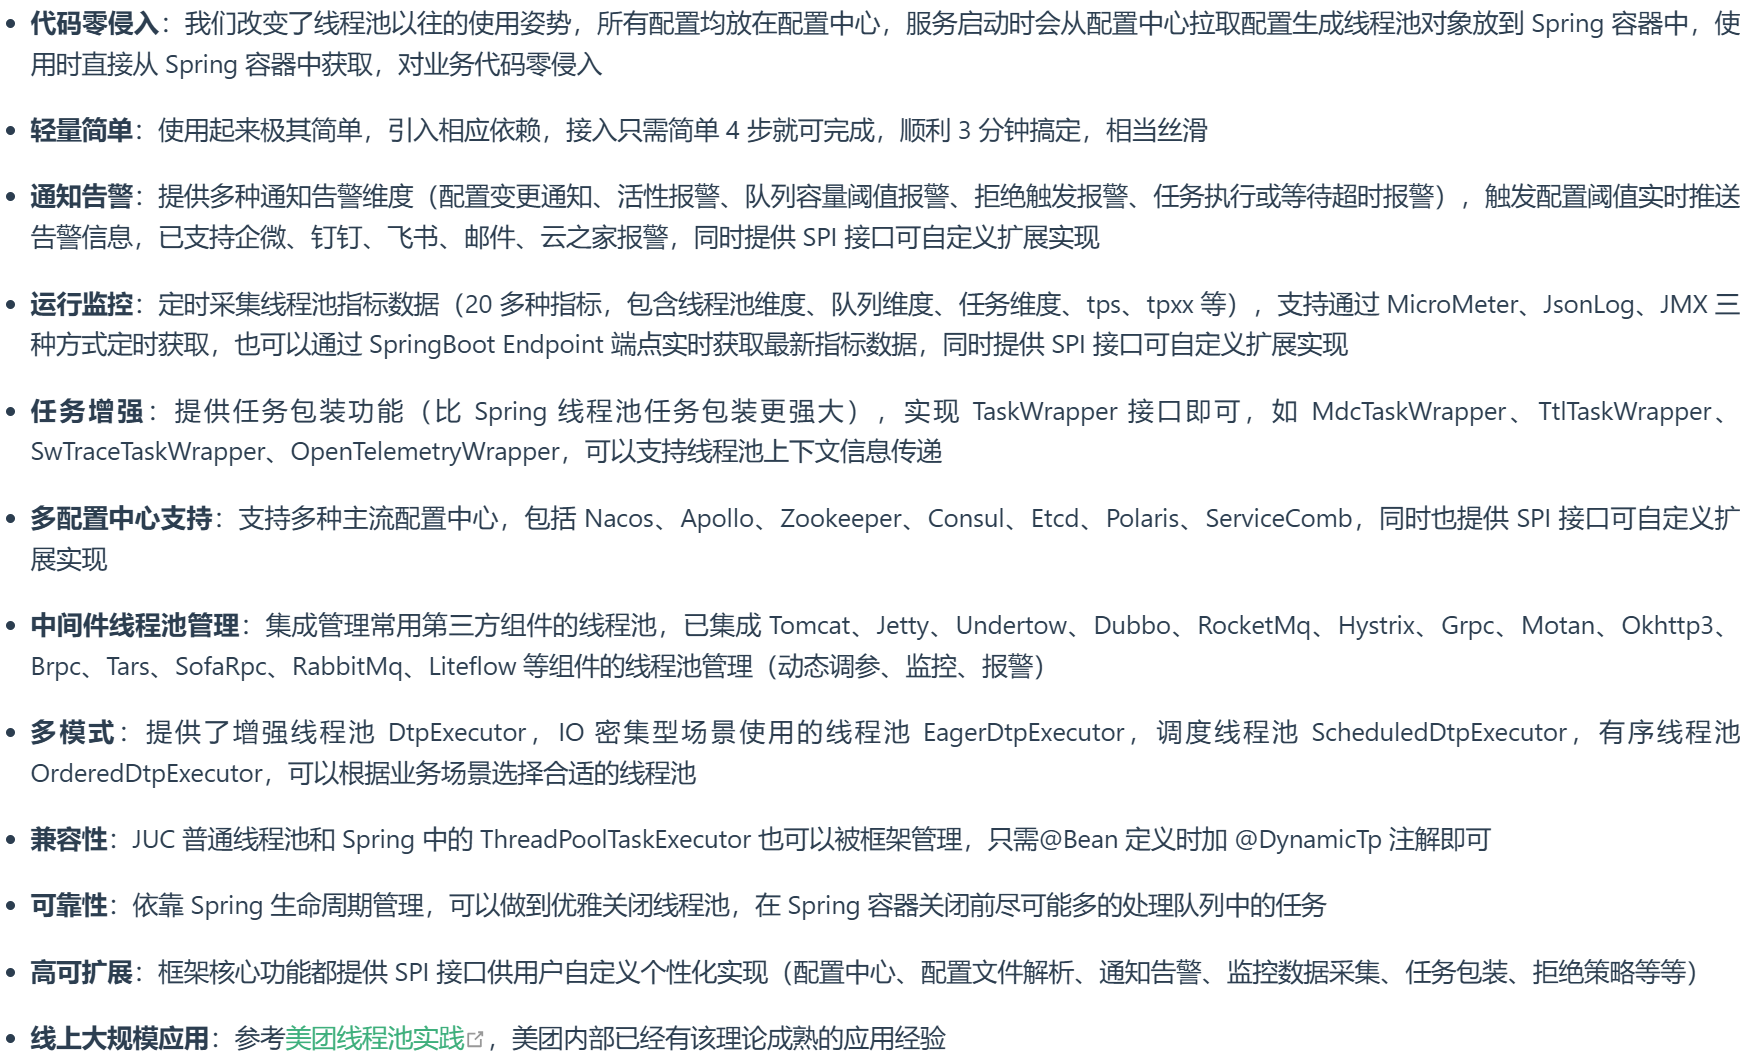 • 代码零侵入：我们改变了线程池以往的使用姿势，所有配置均放在配置中心，服务启动时会从配置中心拉取配置生成线程池对象放到 Spring 容器中，使
用时直接从 Spring 容器中获取，对业务代码零侵入
• 轻量简单：使用起来极其简单，引入相应依赖，接入只需简单 4 步就可完成，顺利 3 分钟搞定，相当丝滑
• 通知告警：提供多种通知告警维度（配置变更通知、活性报警、队列容量阈值报警、拒绝触发报警、任务执行或等待超时报警），触发配置阈值实时推送
告警信息，已支持企微、钉钉、飞书、邮件、云之家报警，同时提供 SPI 接口可自定义扩展实现
• 运行监控：定时采集线程池指标数据（20 多种指标，包含线程池维度、队列维度、任务维度、tps、tpxx 等），支持通过 MicroMeter、JsonLog、JMX 三
种方式定时获取，也可以通过 SpringBoot Endpoint 端点实时获取最新指标数据，同时提供 SPI 接口可自定义扩展实现
• 任务增强：提供任务包装功能（比 Spring 线程池任务包装更强大），实现 TaskWrapper 接口即可，如 MdcTaskWrapper、TtlTaskWrapper、
SwTraceTaskWrapper、OpenTelemetryWrapper，可以支持线程池上下文信息传递
• 多配置中心支持：支持多种主流配置中心，包括 Nacos、Apollo、Zookeeper、Consul、Etcd、Polaris、ServiceComb，同时也提供 SPI 接口可自定义扩
展实现
• 中间件线程池管理：集成管理常用第三方组件的线程池，已集成 Tomcat、Jetty、Undertow、Dubbo、RocketMq、Hystrix、Grpc、Motan、Okhttp3、
Brpc、Tars、SofaRpc、RabbitMq、Liteflow 等组件的线程池管理（动态调参、监控、报警）
• 多模式：提供了增强线程池 DtpExecutor，IO 密集型场景使用的线程池 EagerDtpExecutor，调度线程池 ScheduledDtpExecutor，有序线程池
OrderedDtpExecutor，可以根据业务场景选择合适的线程池
• 兼容性：JUC 普通线程池和 Spring 中的 ThreadPoolTaskExecutor 也可以被框架管理，只需@Bean 定义时加 @DynamicTp 注解即可
• 可靠性：依靠 Spring 生命周期管理，可以做到优雅关闭线程池，在 Spring 容器关闭前尽可能多的处理队列中的任务
• 高可扩展：框架核心功能都提供 SPI 接口供用户自定义个性化实现（配置中心、配置文件解析、通知告警、监控数据采集、任务包装、拒绝策略等等）
• 线上大规模应用：参考美团线程池实践，美团内部已经有该理论成熟的应用经验